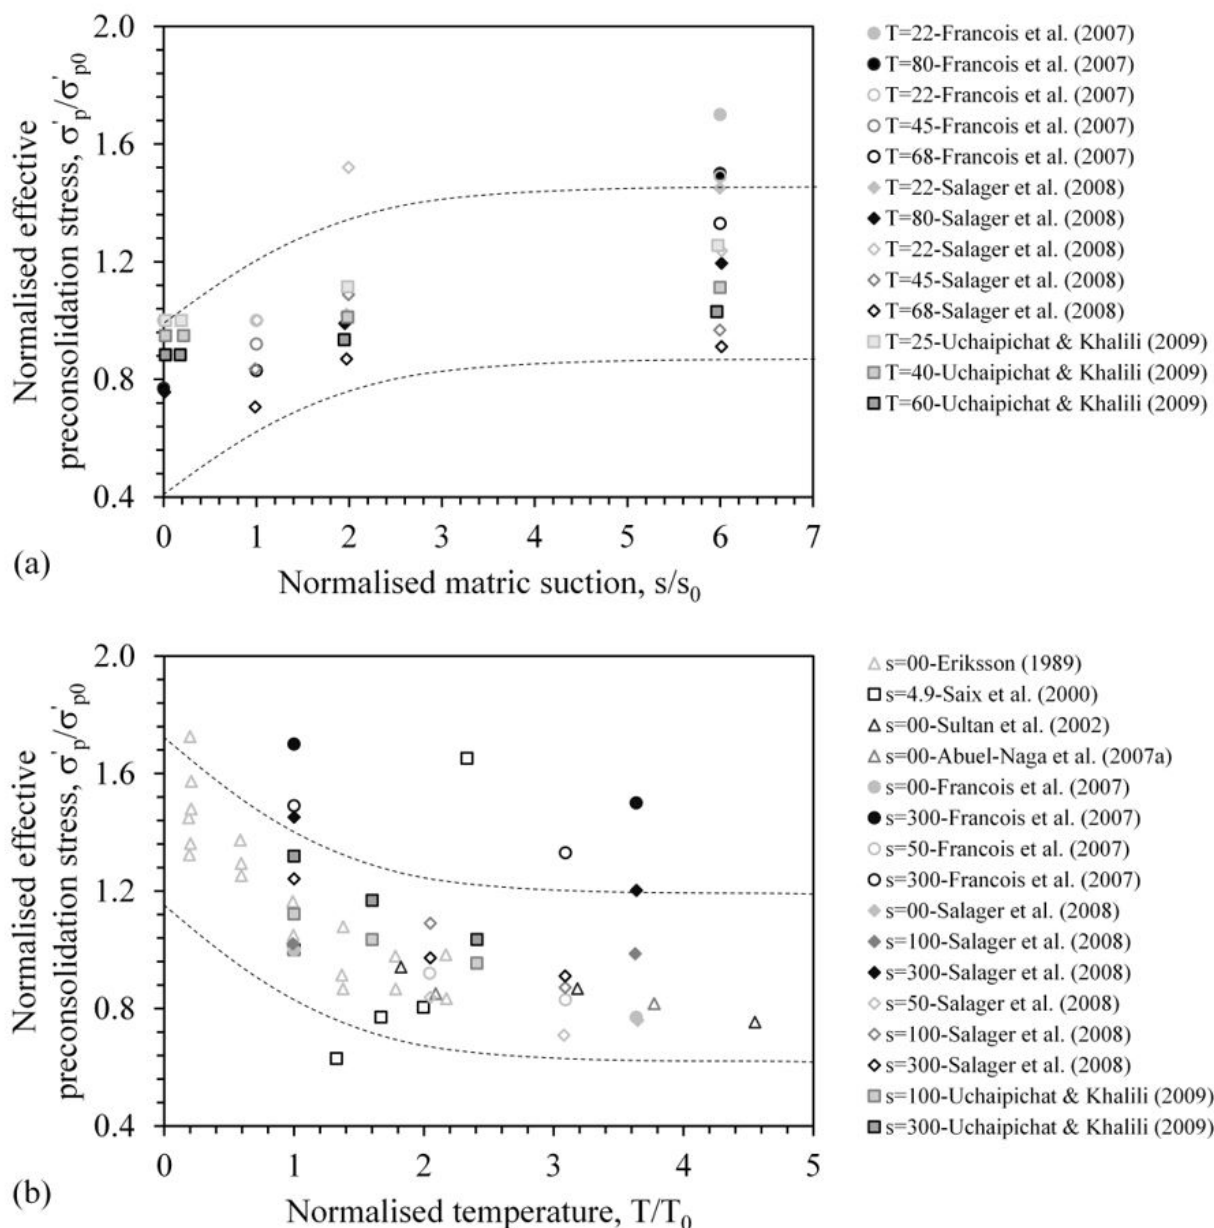 (a)
Normalised effective
preconsolidation stress, σ'p/σ'p0
2.0
1.6
1.2
0.8
0.4
0 1 2 3 4 5 6 7
Normalised matric suction, s/s0
T=22-Francois et al. (2007)
T=80-Francois et al. (2007)
T=22-Francois et al. (2007)
T=45-Francois et al. (2007)
T=68-Francois et al. (2007)
T=22-Salager et al. (2008)
T=80-Salager et al. (2008)
T=22-Salager et al. (2008)
T=45-Salager et al. (2008)
T=68-Salager et al. (2008)
T=25-Uchaipichat & Khalili (2009)
T=40-Uchaipichat & Khalili (2009)
T=60-Uchaipichat & Khalili (2009)
(b)
Normalised effective
preconsolidation stress, σ'p/σ'p0
2.0
1.6
1.2
0.8
0.4
0 1 2 3 4 5
Normalised temperature, T/T0
s=00-Eriksson (1989)
s=4.9-Saix et al. (2000)
s=00-Sultan et al. (2002)
s=00-Abuel-Naga et al. (2007a)
s=00-Francois et al. (2007)
s=300-Francois et al. (2007)
s=50-Francois et al. (2007)
s=300-Francois et al. (2007)
s=00-Salager et al. (2008)
s=100-Salager et al. (2008)
s=300-Salager et al. (2008)
s=50-Salager et al. (2008)
s=100-Salager et al. (2008)
s=300-Salager et al. (2008)
s=100-Uchaipichat & Khalili (2009)
s=300-Uchaipichat & Khalili (2009)